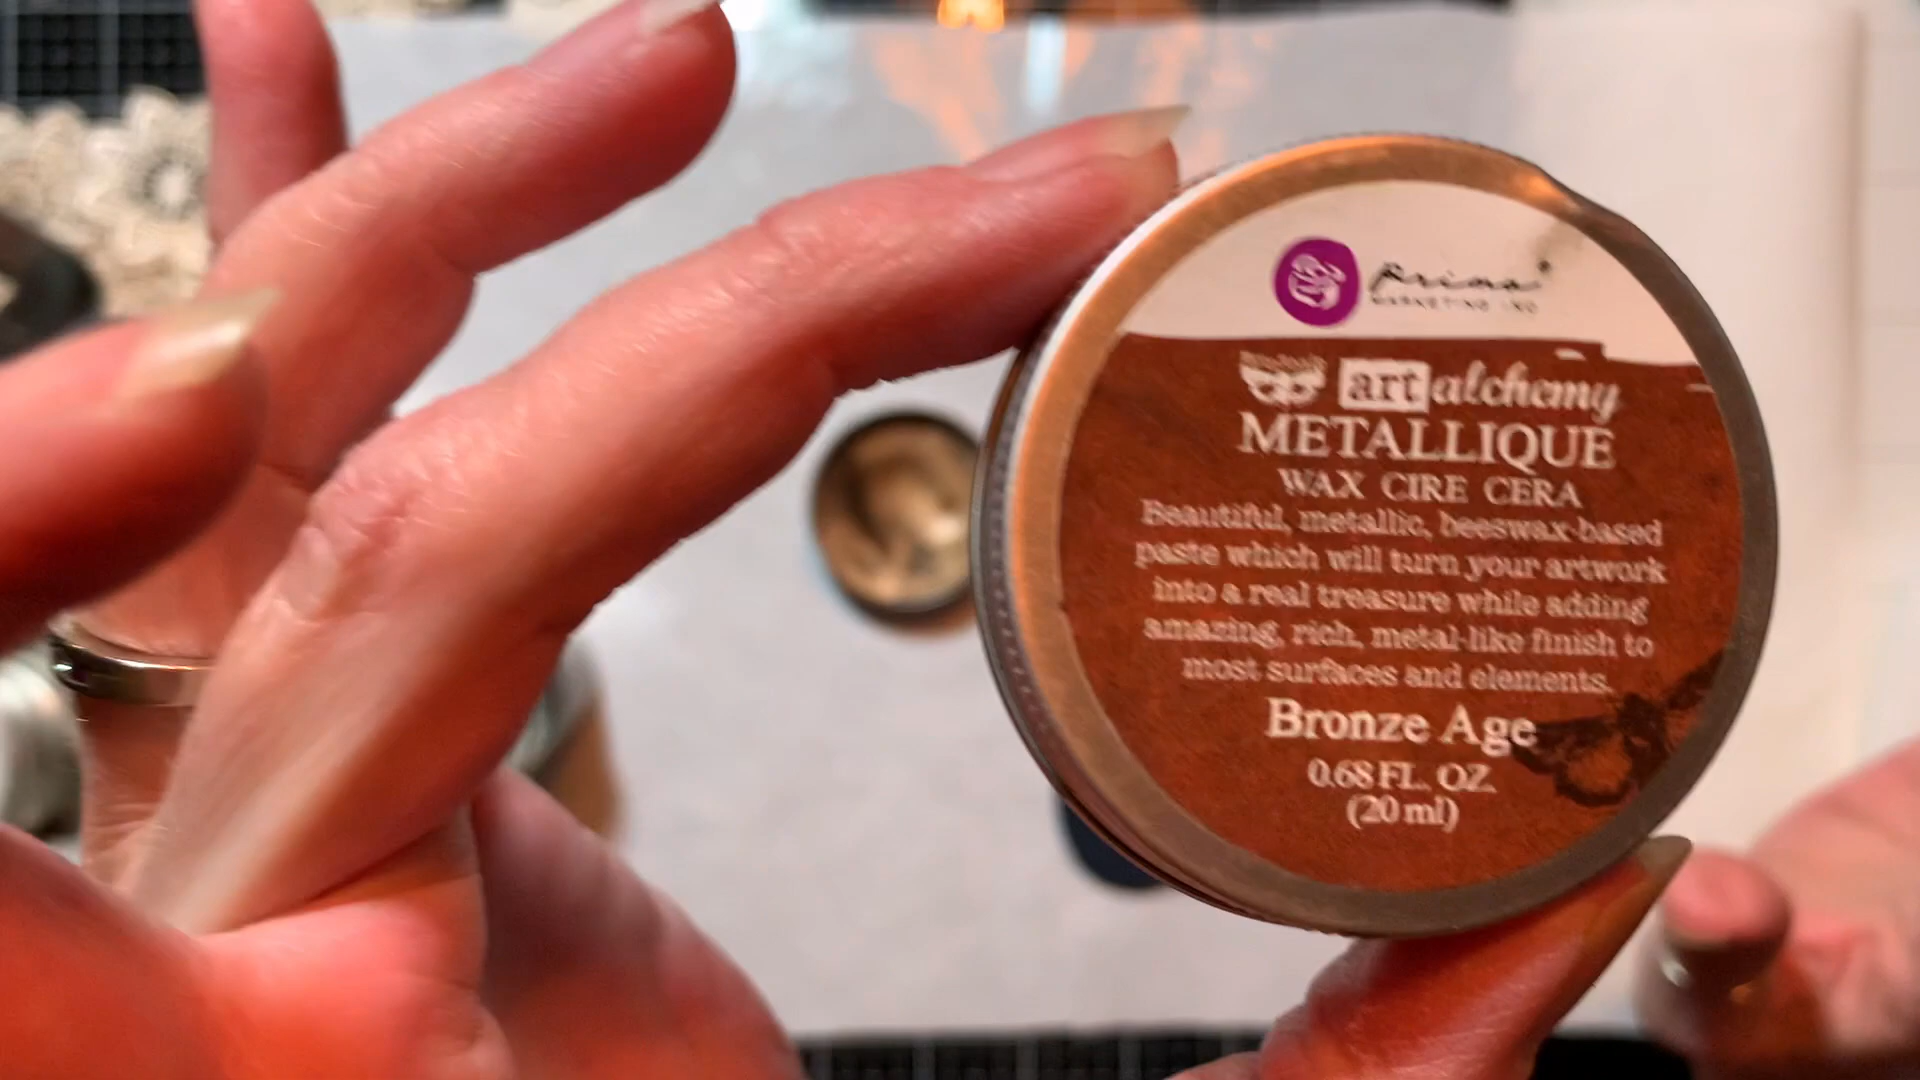 Prima
MARKETING INC
art alchemy
METALLIQUE
WAX CIRE CERA
Beautiful, metallic, beeswax-based
paste which will turn your artwork
into a real treasure while adding
amazing, rich, metal-like finish to
most surfaces and elements.
Bronze Age
0.68 FL. OZ.
(20 ml)